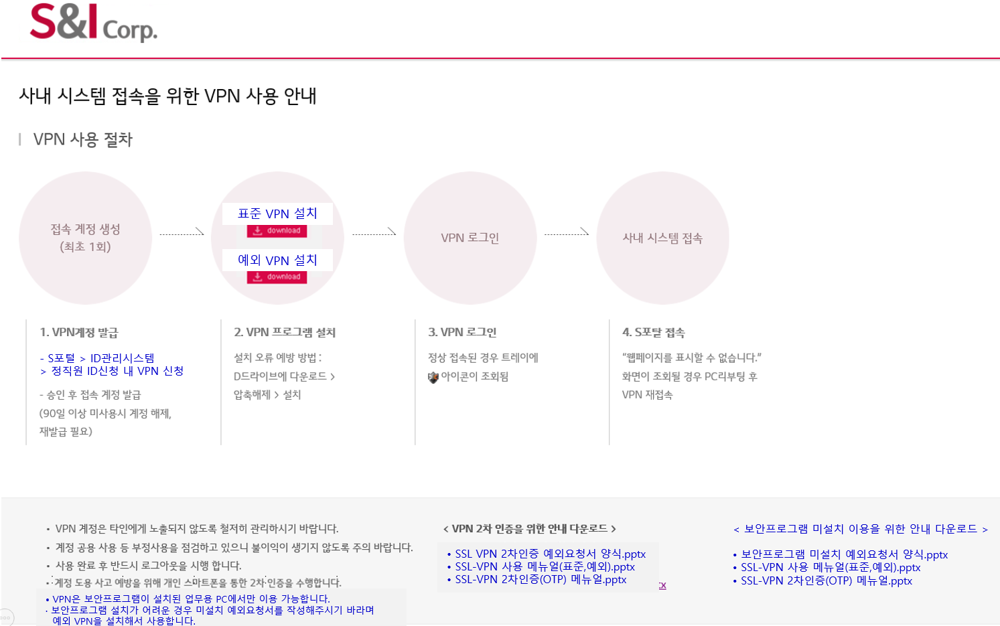 S&I Corp.
사내 시스템 접속을 위한 VPN 사용 안내
VPN 사용 절차
접속 계정 생성
(최초 1회)
표준 VPN 설치
download
예외 VPN 설치
download
VPN 로그인
사내 시스템 접속
1. VPN계정 발급
- S포털 > ID관리시스템
> 정직원 ID신청 내 VPN 신청
- 승인 후 접속 계정 발급
(90일 이상 미사용시 계정 해제,
재발급 필요)
2. VPN 프로그램 설치
설치 오류 예방 방법 :
D드라이브에 다운로드 >
압축해제 > 설치
3. VPN 로그인
정상 접속된 경우 트레이에
아이콘이 조회됨
4. S포탈 접속
“웹페이지를 표시할 수 없습니다.”
화면이 조회될 경우 PC리부팅 후
VPN 재접속
• VPN 계정은 타인에게 노출되지 않도록 철저히 관리하시기 바랍니다.
• 계정 공용 사용 등 부정사용을 점검하고 있으니 불이익이 생기지 않도록 주의 바랍니다.
• 사용 완료 후 반드시 로그아웃을 시행 합니다.
• 계정 도용 사고 예방을 위해 개인 스마트폰을 통한 2차 인증을 수행합니다.
• VPN은 보안프로그램이 설치된 업무용 PC에서만 이용 가능합니다.
· 보안프로그램 설치가 어려운 경우 미설치 예외요청서를 작성해주시기 바라며
예외 VPN을 설치해서 사용합니다.
< VPN 2차 인증을 위한 안내 다운로드 >
• SSL VPN 2차인증 예외요청서 양식.pptx
• SSL-VPN 사용 메뉴얼(표준,예외).pptx
• SSL-VPN 2차인증(OTP) 메뉴얼.pptx
< 보안프로그램 미설치 이용을 위한 안내 다운로드 >
• 보안프로그램 미설치 예외요청서 양식.pptx
• SSL-VPN 사용 메뉴얼(표준,예외).pptx
• SSL-VPN 2차인증(OTP) 메뉴얼.pptx